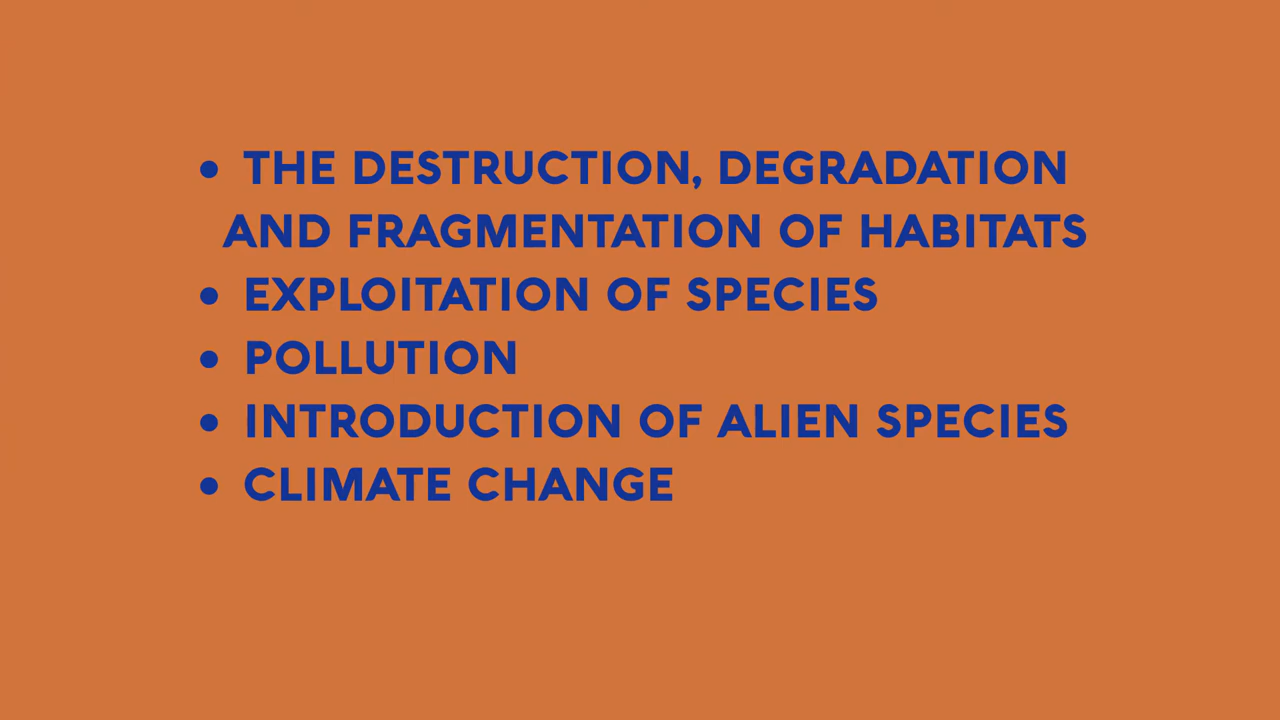 • THE DESTRUCTION, DEGRADATION
AND FRAGMENTATION OF HABITATS
• EXPLOITATION OF SPECIES
• POLLUTION
• INTRODUCTION OF ALIEN SPECIES
• CLIMATE CHANGE